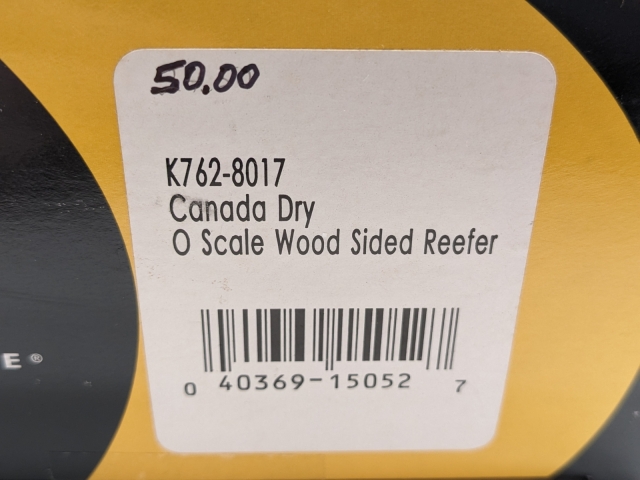 50.00
K762-8017
Canada Dry
O Scale Wood Sided Reefer
E®
0 40369-15052 7